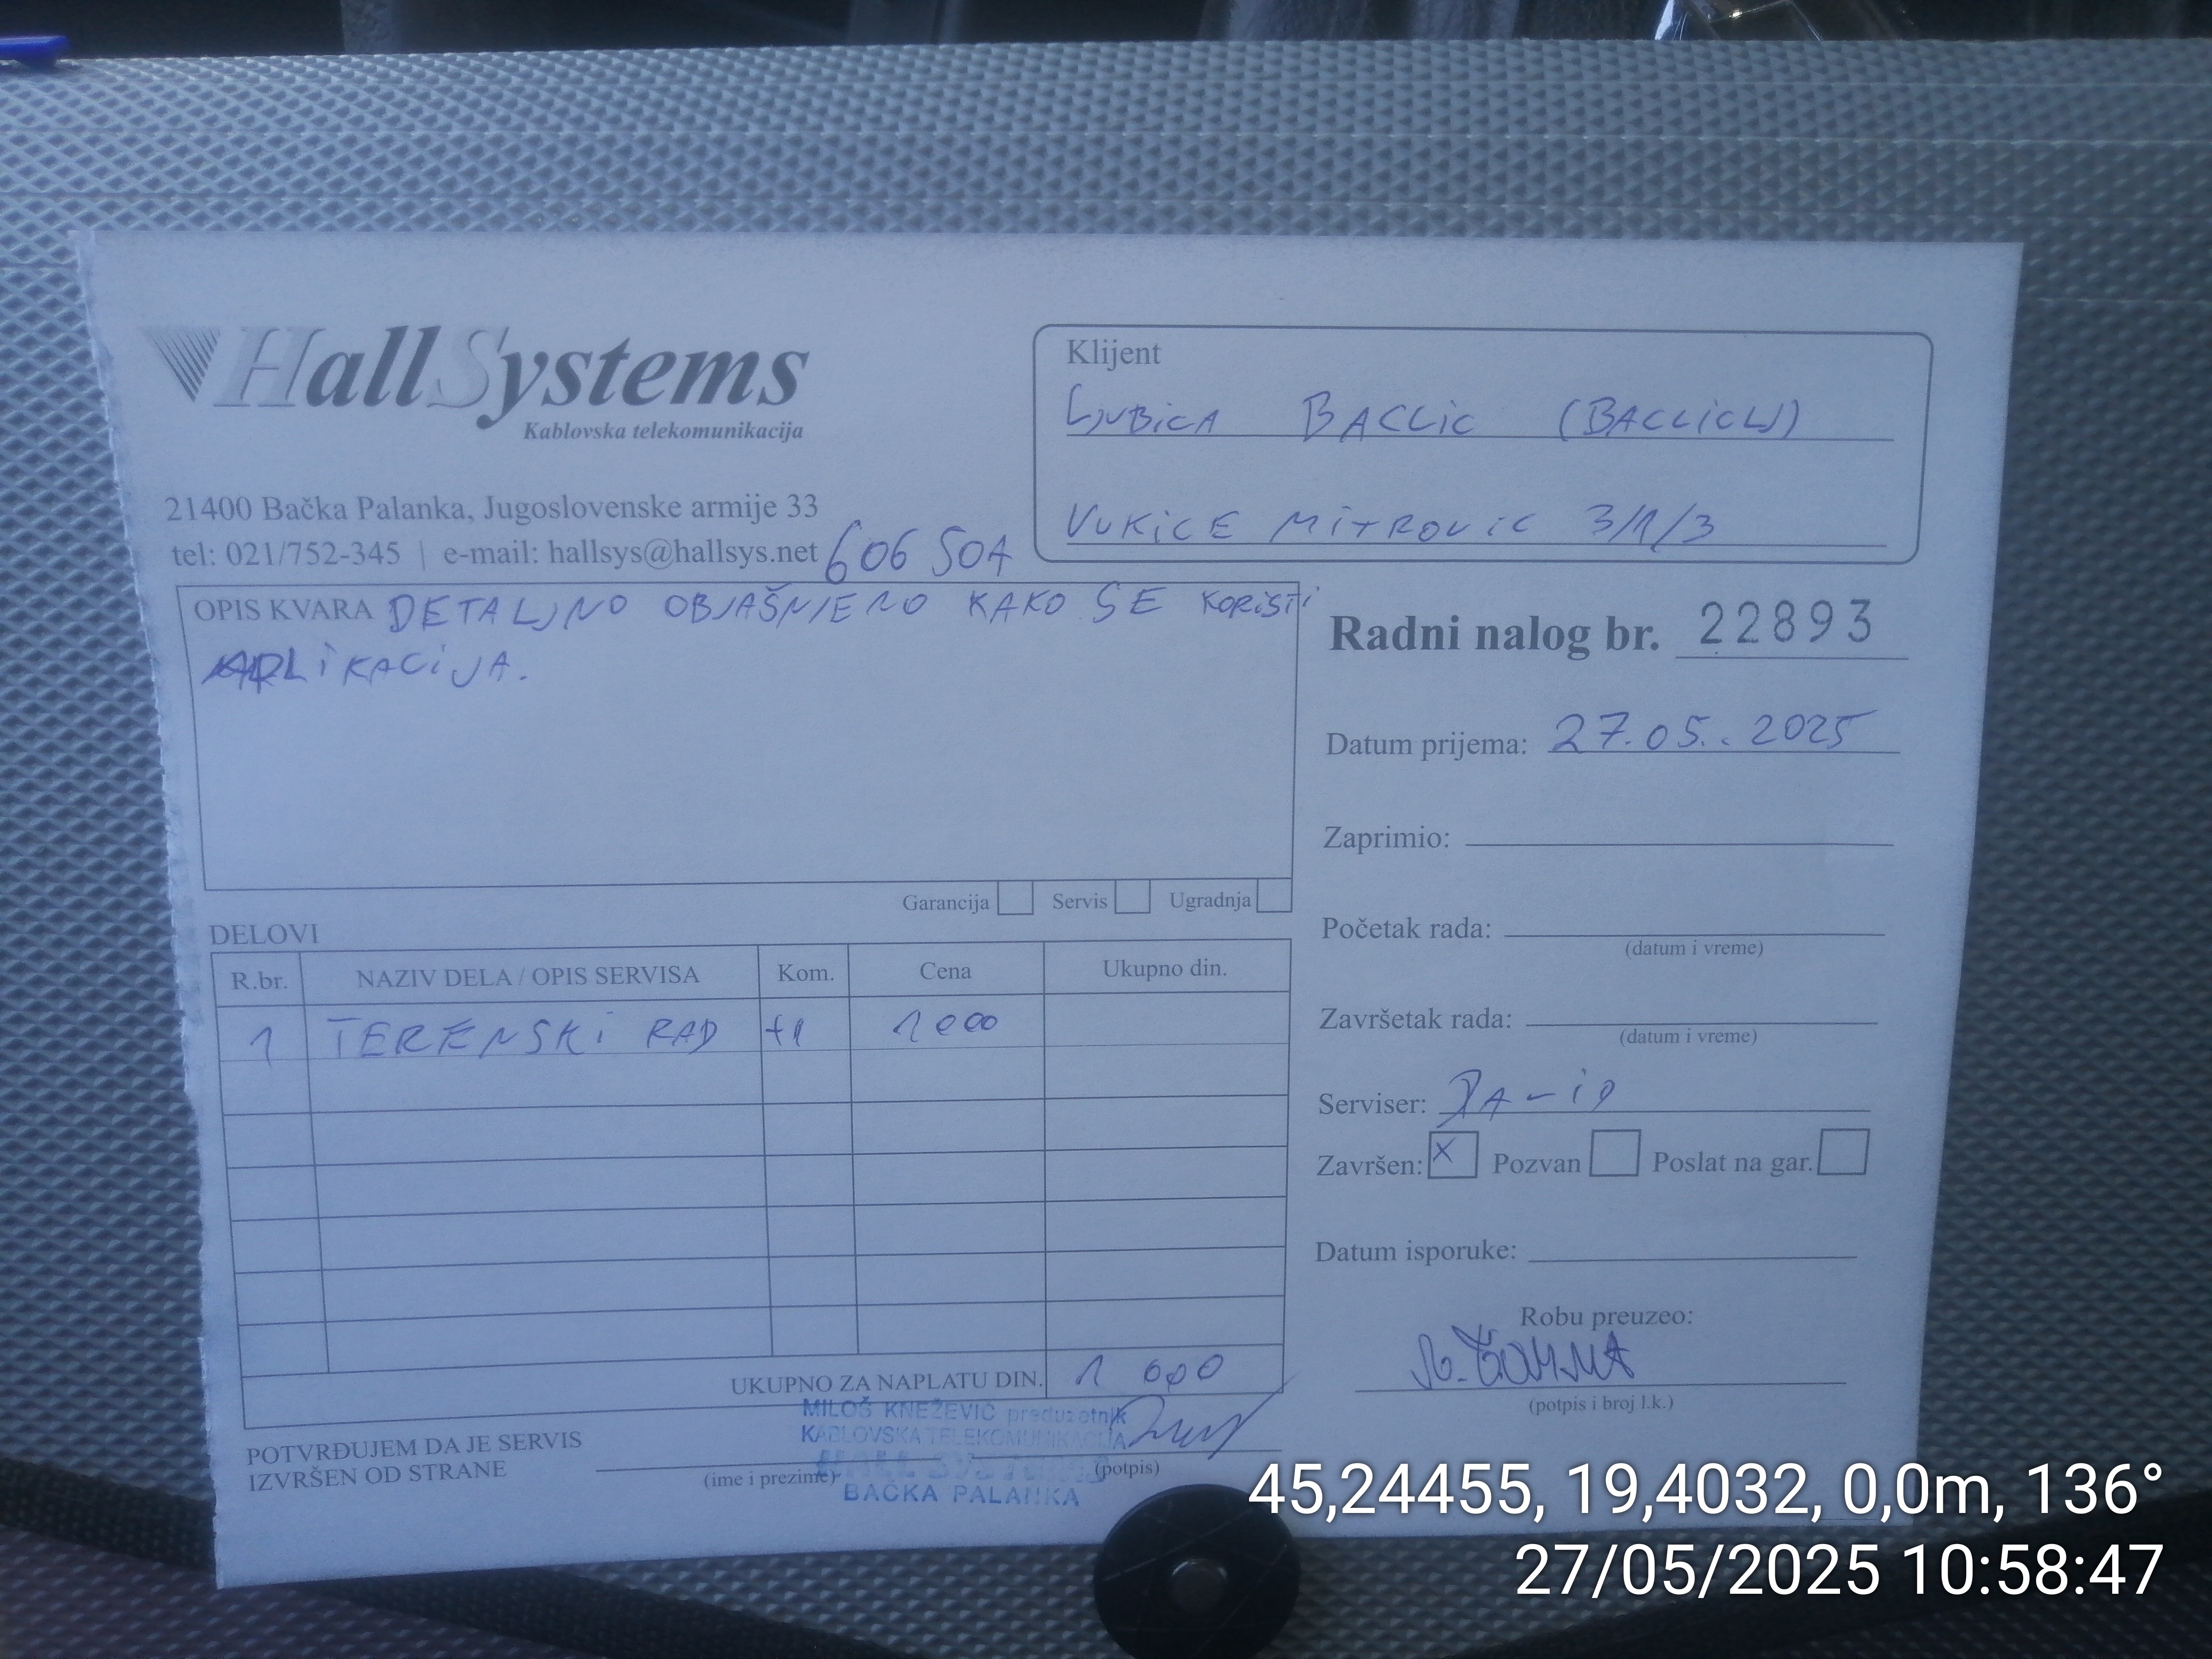 HallSystems
Kablovska telekomunikacija
21400 Bačka Palanka, Jugoslovenske armije 33
tel: 021/752-345 | e-mail: hallsys@hallsys.net
606 504
Klijent
LJUBICA BACLIC (BACLICLJ)
VUKICE MITROVIC 3/1/3
OPIS KVARA DETALJNO OBJAŠNJENO KAKO SE KORISTI
APLIKACIJA.
Garancija Servis Ugradnja
Radni nalog br. 22893
Datum prijema: 27.05.. 2025
Zaprimio:
Početak rada:
(datum i vreme)
Završetak rada:
(datum i vreme)
Serviser:
Završen: X Pozvan Poslat na gar.
Datum isporuke:
Robu preuzeo:
(potpis i broj l.k.)
DELOVI
R.br. NAZIV DELA / OPIS SERVISA Kom. Cena Ukupno din.
1 TERENSKI RAD 1000
UKUPNO ZA NAPLATU DIN. 1 000
POTVRĐUJEM DA JE SERVIS
IZVRŠEN OD STRANE
(ime i prezime) (potpis)
MILOŠ KNEŽEVIĆ preduzetnik
KABLOVSKA TELEKOMUNIKACIJA
HALL SYSTEMS
BAČKA PALANKA
45,24455, 19,4032, 0,0m, 136°
27/05/2025 10:58:47